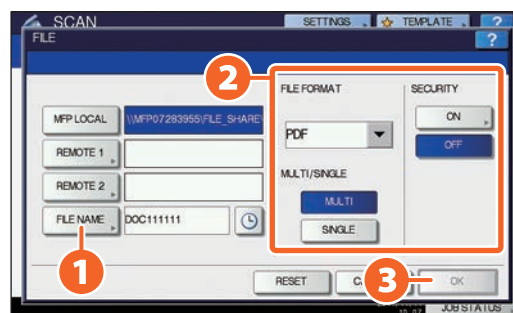 SCAN
SETTINGS
TEMPLATE
?
FILE
?
2
FILE FORMAT
SECURITY
MFP LOCAL
\\MFP07283955\FILE_SHARE\
ON
PDF
OFF
REMOTE 1
REMOTE 2
MULTI/SINGLE
MULTI
FILE NAME
DOC111111
SINGLE
1
3
RESET
OK
JOB STATUS